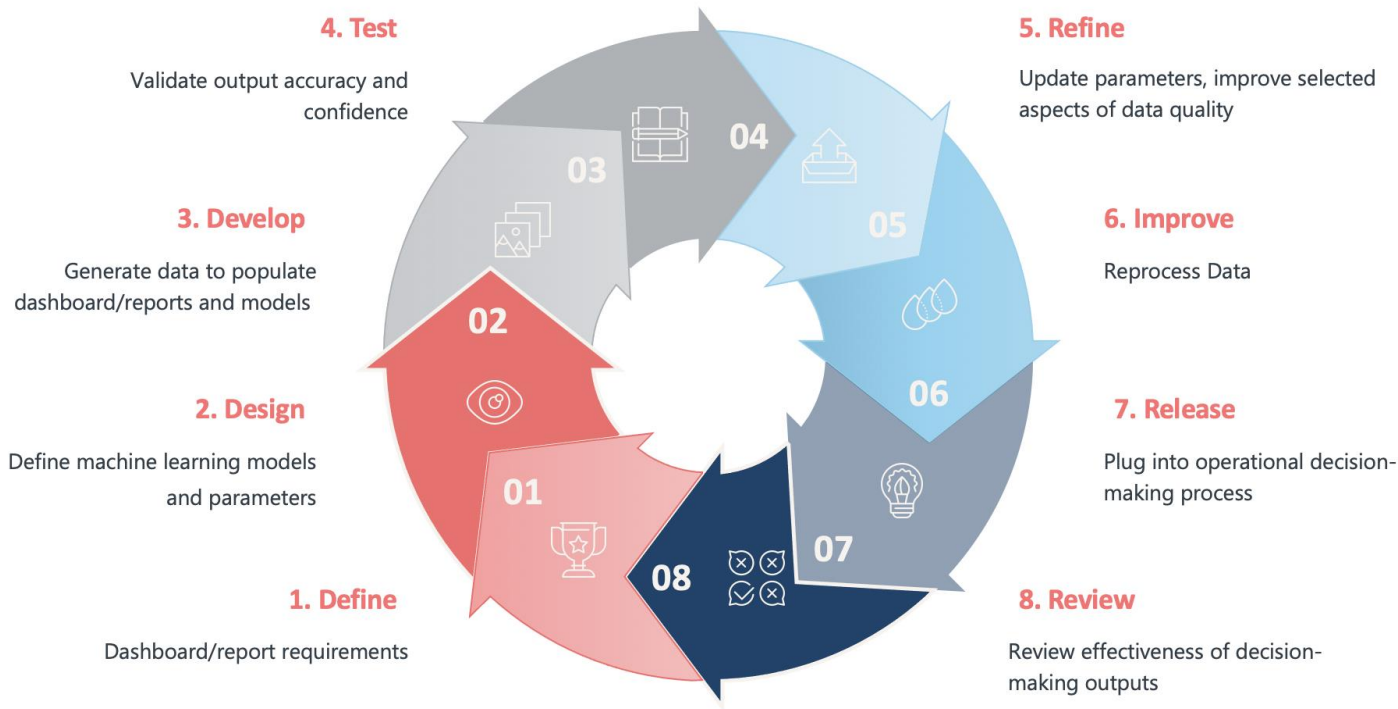 4. Test
Validate output accuracy and
confidence
3. Develop
Generate data to populate
dashboard/reports and models
2. Design
Define machine learning models
and parameters
1. Define
Dashboard/report requirements
04
03
05
02
06
01
07
08
5. Refine
Update parameters, improve selected
aspects of data quality
6. Improve
Reprocess Data
7. Release
Plug into operational decision-
making process
8. Review
Review effectiveness of decision-
making outputs